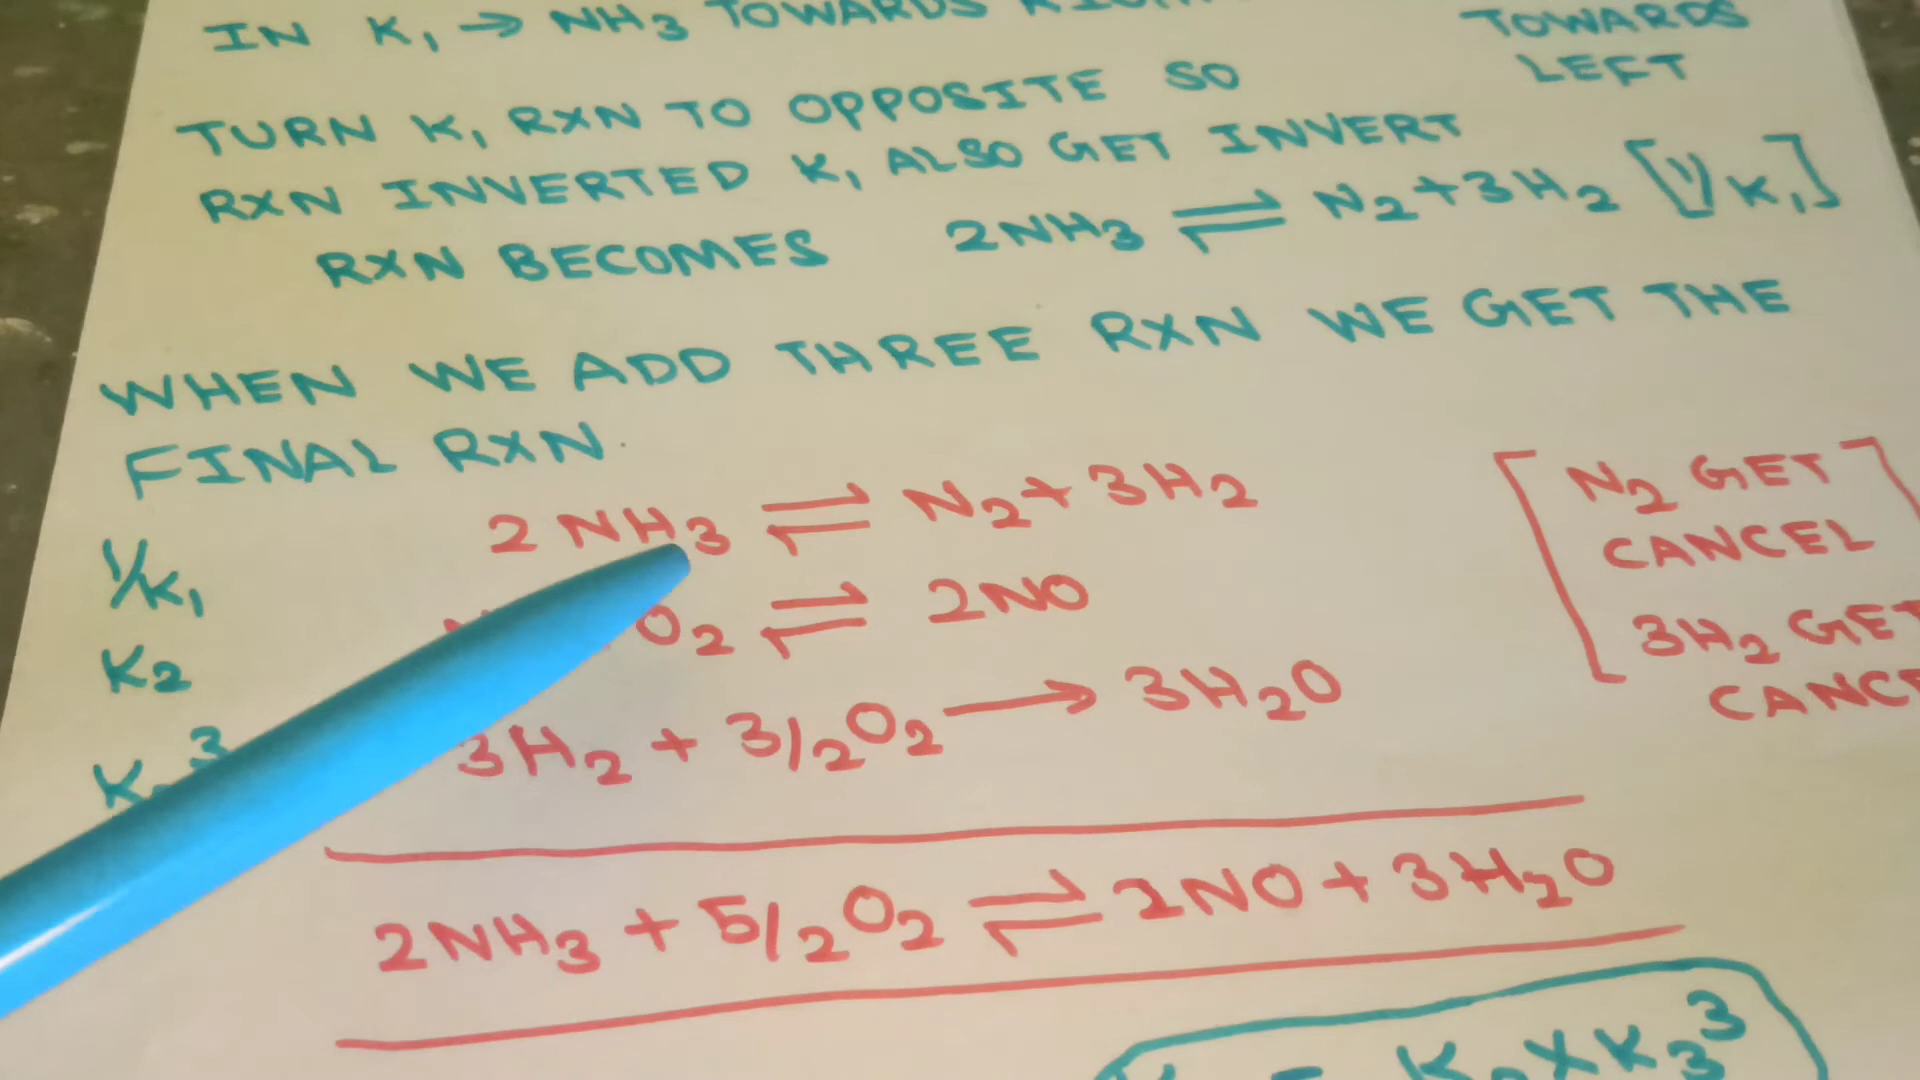 IN K₁ → NH₃ TOWARDS
TOWARDS
LEFT
TURN K₁ RXN TO OPPOSITE SO
RXN INVERTED K₁ ALSO GET INVERT
RXN BECOMES 2NH₃ ⇌ N₂+3H₂ [1/K₁]
WHEN WE ADD THREE RXN WE GET THE
FINAL RXN.
1/K₁ 2NH₃ ⇌ N₂+3H₂
K₂ O₂ ⇌ 2NO
3H₂ + 3/2O₂ → 3H₂O
[N₂ GET
CANCEL
3H₂ GET
2NH₃ + 5/2O₂ ⇌ 2NO + 3H₂O
= K₂ X K₃³